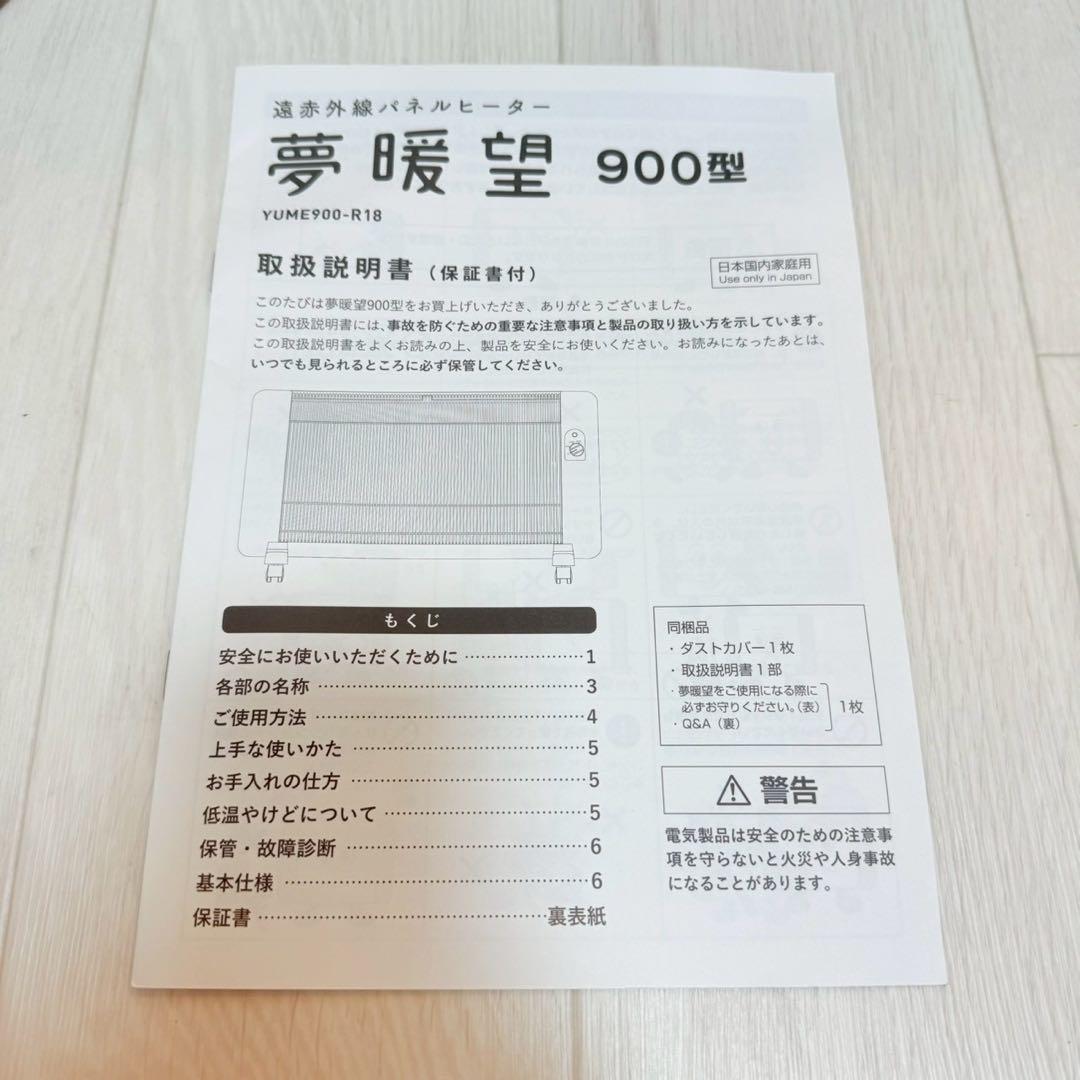 遠赤外線パネルヒーター
夢暖望 900型
YUME900-R18
取扱説明書（保証書付）
日本国内家庭用
Use only in Japan
このたびは夢暖望900型をお買上げいただき、ありがとうございました。
この取扱説明書には、事故を防ぐための重要な注意事項と製品の取り扱い方を示しています。
この取扱説明書をよくお読みの上、製品を安全にお使いください。お読みになったあとは、
いつでも見られるところに必ず保管してください。
もくじ
安全にお使いいただくために ……………… 1
各部の名称 ……………… 3
ご使用方法 ……………… 4
上手な使いかた ……………… 5
お手入れの仕方 ……………… 5
低温やけどについて ……………… 5
保管・故障診断 ……………… 6
基本仕様 ……………… 6
保証書 ……………… 裏表紙
同梱品
・ダストカバー1枚
・取扱説明書1部
・夢暖望をご使用になる際に
必ずお守りください。（表）
・Q&A（裏）
1枚
⚠ 警告
電気製品は安全のための注意事
項を守らないと火災や人身事故
になることがあります。